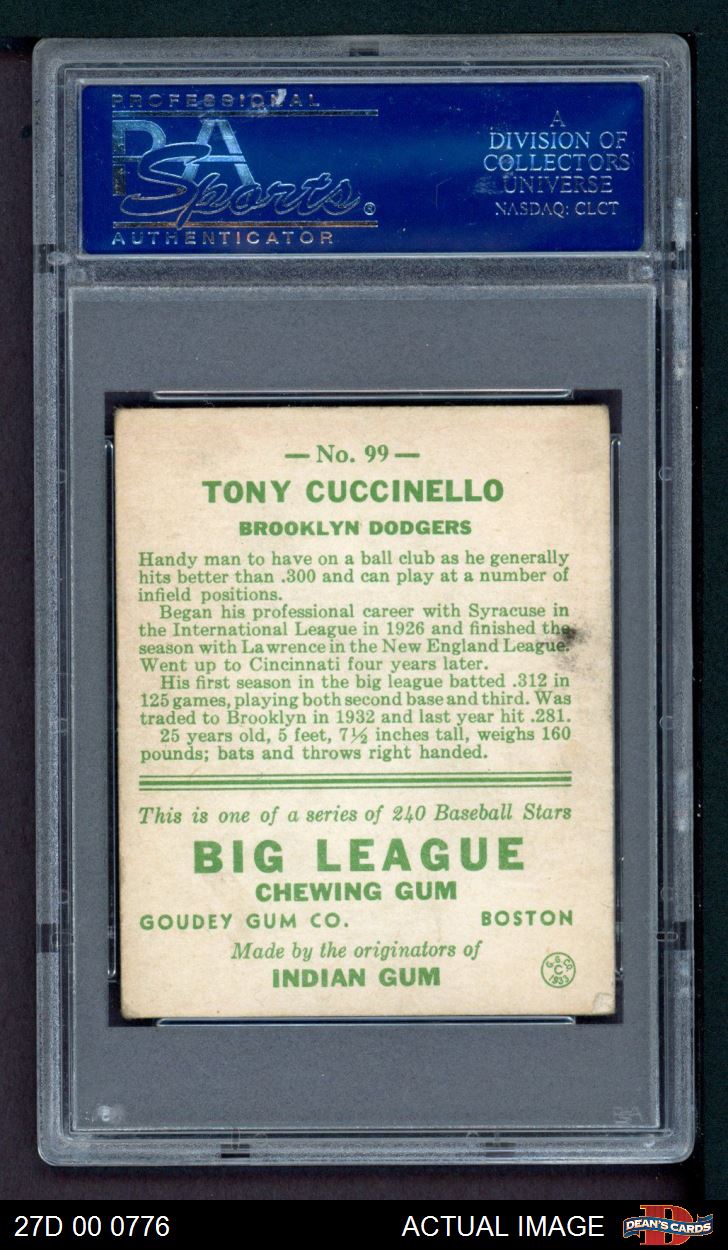 PROFESSIONAL
PSA
Sports®
AUTHENTICATOR
A
DIVISION OF
COLLECTORS
UNIVERSE
NASDAQ: CLCT
— No. 99 —
TONY CUCCINELLO
BROOKLYN DODGERS
Handy man to have on a ball club as he generally
hits better than .300 and can play at a number of
infield positions.
Began his professional career with Syracuse in
the International League in 1926 and finished the
season with Lawrence in the New England League.
Went up to Cincinnati four years later.
His first season in the big league batted .312 in
125 games, playing both second base and third. Was
traded to Brooklyn in 1932 and last year hit .281.
25 years old, 5 feet, 7½ inches tall, weighs 160
pounds; bats and throws right handed.
This is one of a series of 240 Baseball Stars
BIG LEAGUE
CHEWING GUM
GOUDEY GUM CO. BOSTON
Made by the originators of
INDIAN GUM
G.G.CO.
C
1933
27D 00 0776 ACTUAL IMAGE
D
DEAN'S CARDS